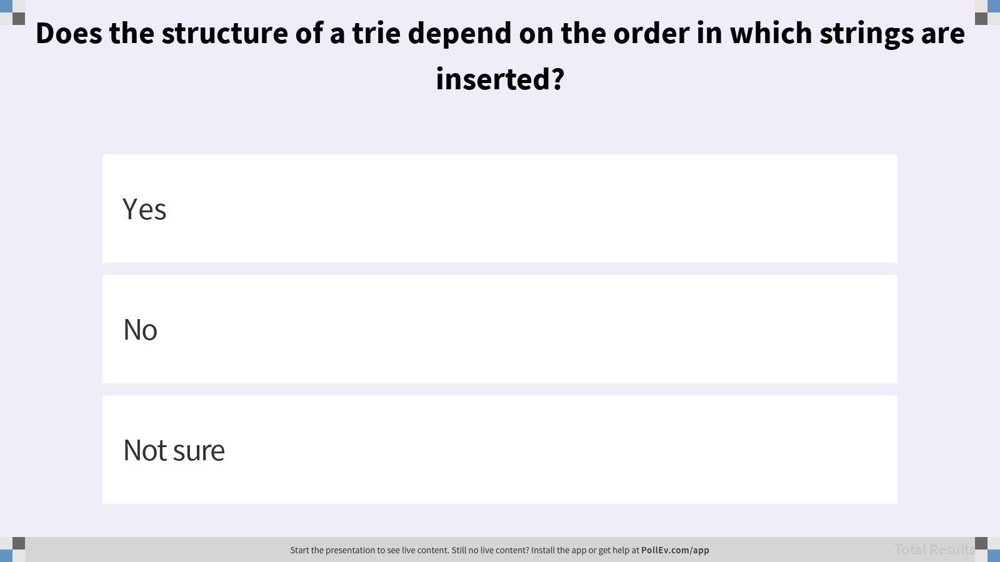 Does the structure of a trie depend on the order in which strings are
inserted?
Yes
No
Not sure
Start the presentation to see live content. Still no live content? Install the app or get help at PollEv.com/app
Total Results